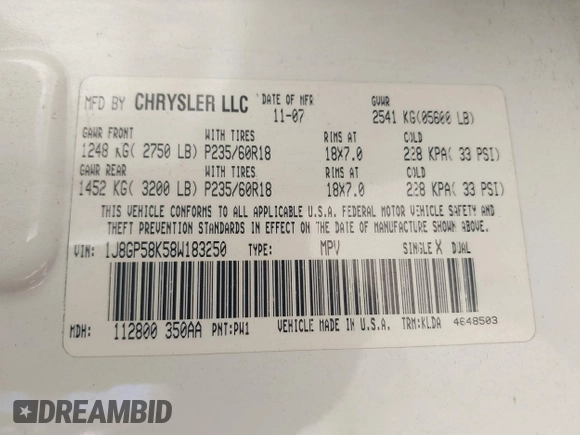 MFD BY CHRYSLER LLC DATE OF MFR 11-07 GVWR 2541 KG(05600 LB)
GAWR FRONT WITH TIRES RIMS AT COLD
1248 KG( 2750 LB) P235/60R18 18X7.0 228 KPA( 33 PSI)
GAWR REAR WITH TIRES RIMS AT COLD
1452 KG( 3200 LB) P235/60R18 18X7.0 228 KPA( 33 PSI)
THIS VEHICLE CONFORMS TO ALL APPLICABLE U.S.A. FEDERAL MOTOR VEHICLE SAFETY AND
THEFT PREVENTION STANDARDS IN EFFECT ON THE DATE OF MANUFACTURE SHOWN ABOVE.
VIN: 1J8GP58K58W183250 TYPE: MPV SINGLE X DUAL
MDH: 112800 350AA PNT:PW1 VEHICLE MADE IN U.S.A. TRM:KLDA 4648503
DREAMBID